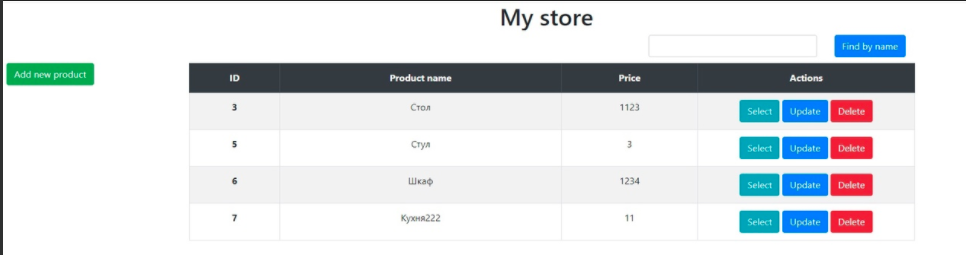 My store
Find by name
Add new product
ID Product name Price Actions
3 Стол 1123 Select Update Delete
5 Стул 3 Select Update Delete
6 Шкаф 1234 Select Update Delete
7 Кухня222 11 Select Update Delete